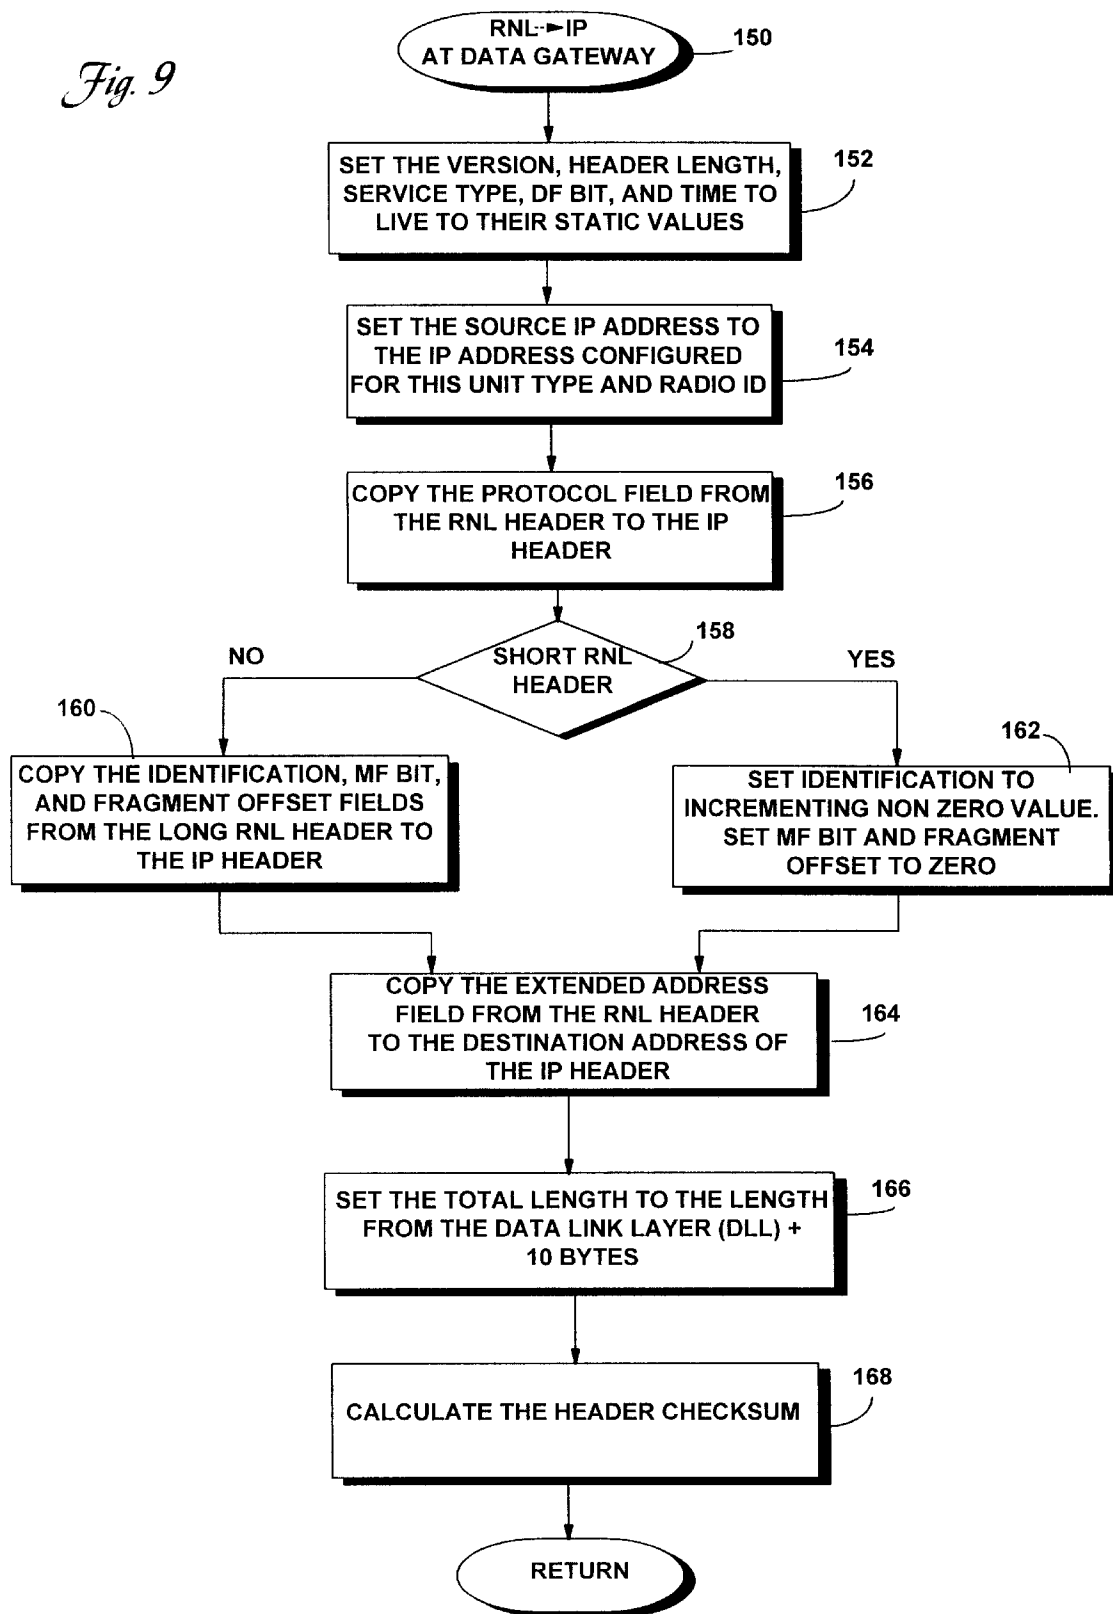 Fig. 9
RNL-►IP
AT DATA GATEWAY
150
SET THE VERSION, HEADER LENGTH,
SERVICE TYPE, DF BIT, AND TIME TO
LIVE TO THEIR STATIC VALUES
152
SET THE SOURCE IP ADDRESS TO
THE IP ADDRESS CONFIGURED
FOR THIS UNIT TYPE AND RADIO ID
154
COPY THE PROTOCOL FIELD FROM
THE RNL HEADER TO THE IP
HEADER
156
SHORT RNL
HEADER
158
NO
YES
160
COPY THE IDENTIFICATION, MF BIT,
AND FRAGMENT OFFSET FIELDS
FROM THE LONG RNL HEADER TO
THE IP HEADER
162
SET IDENTIFICATION TO
INCREMENTING NON ZERO VALUE.
SET MF BIT AND FRAGMENT
OFFSET TO ZERO
COPY THE EXTENDED ADDRESS
FIELD FROM THE RNL HEADER
TO THE DESTINATION ADDRESS OF
THE IP HEADER
164
SET THE TOTAL LENGTH TO THE LENGTH
FROM THE DATA LINK LAYER (DLL) +
10 BYTES
166
CALCULATE THE HEADER CHECKSUM
168
RETURN